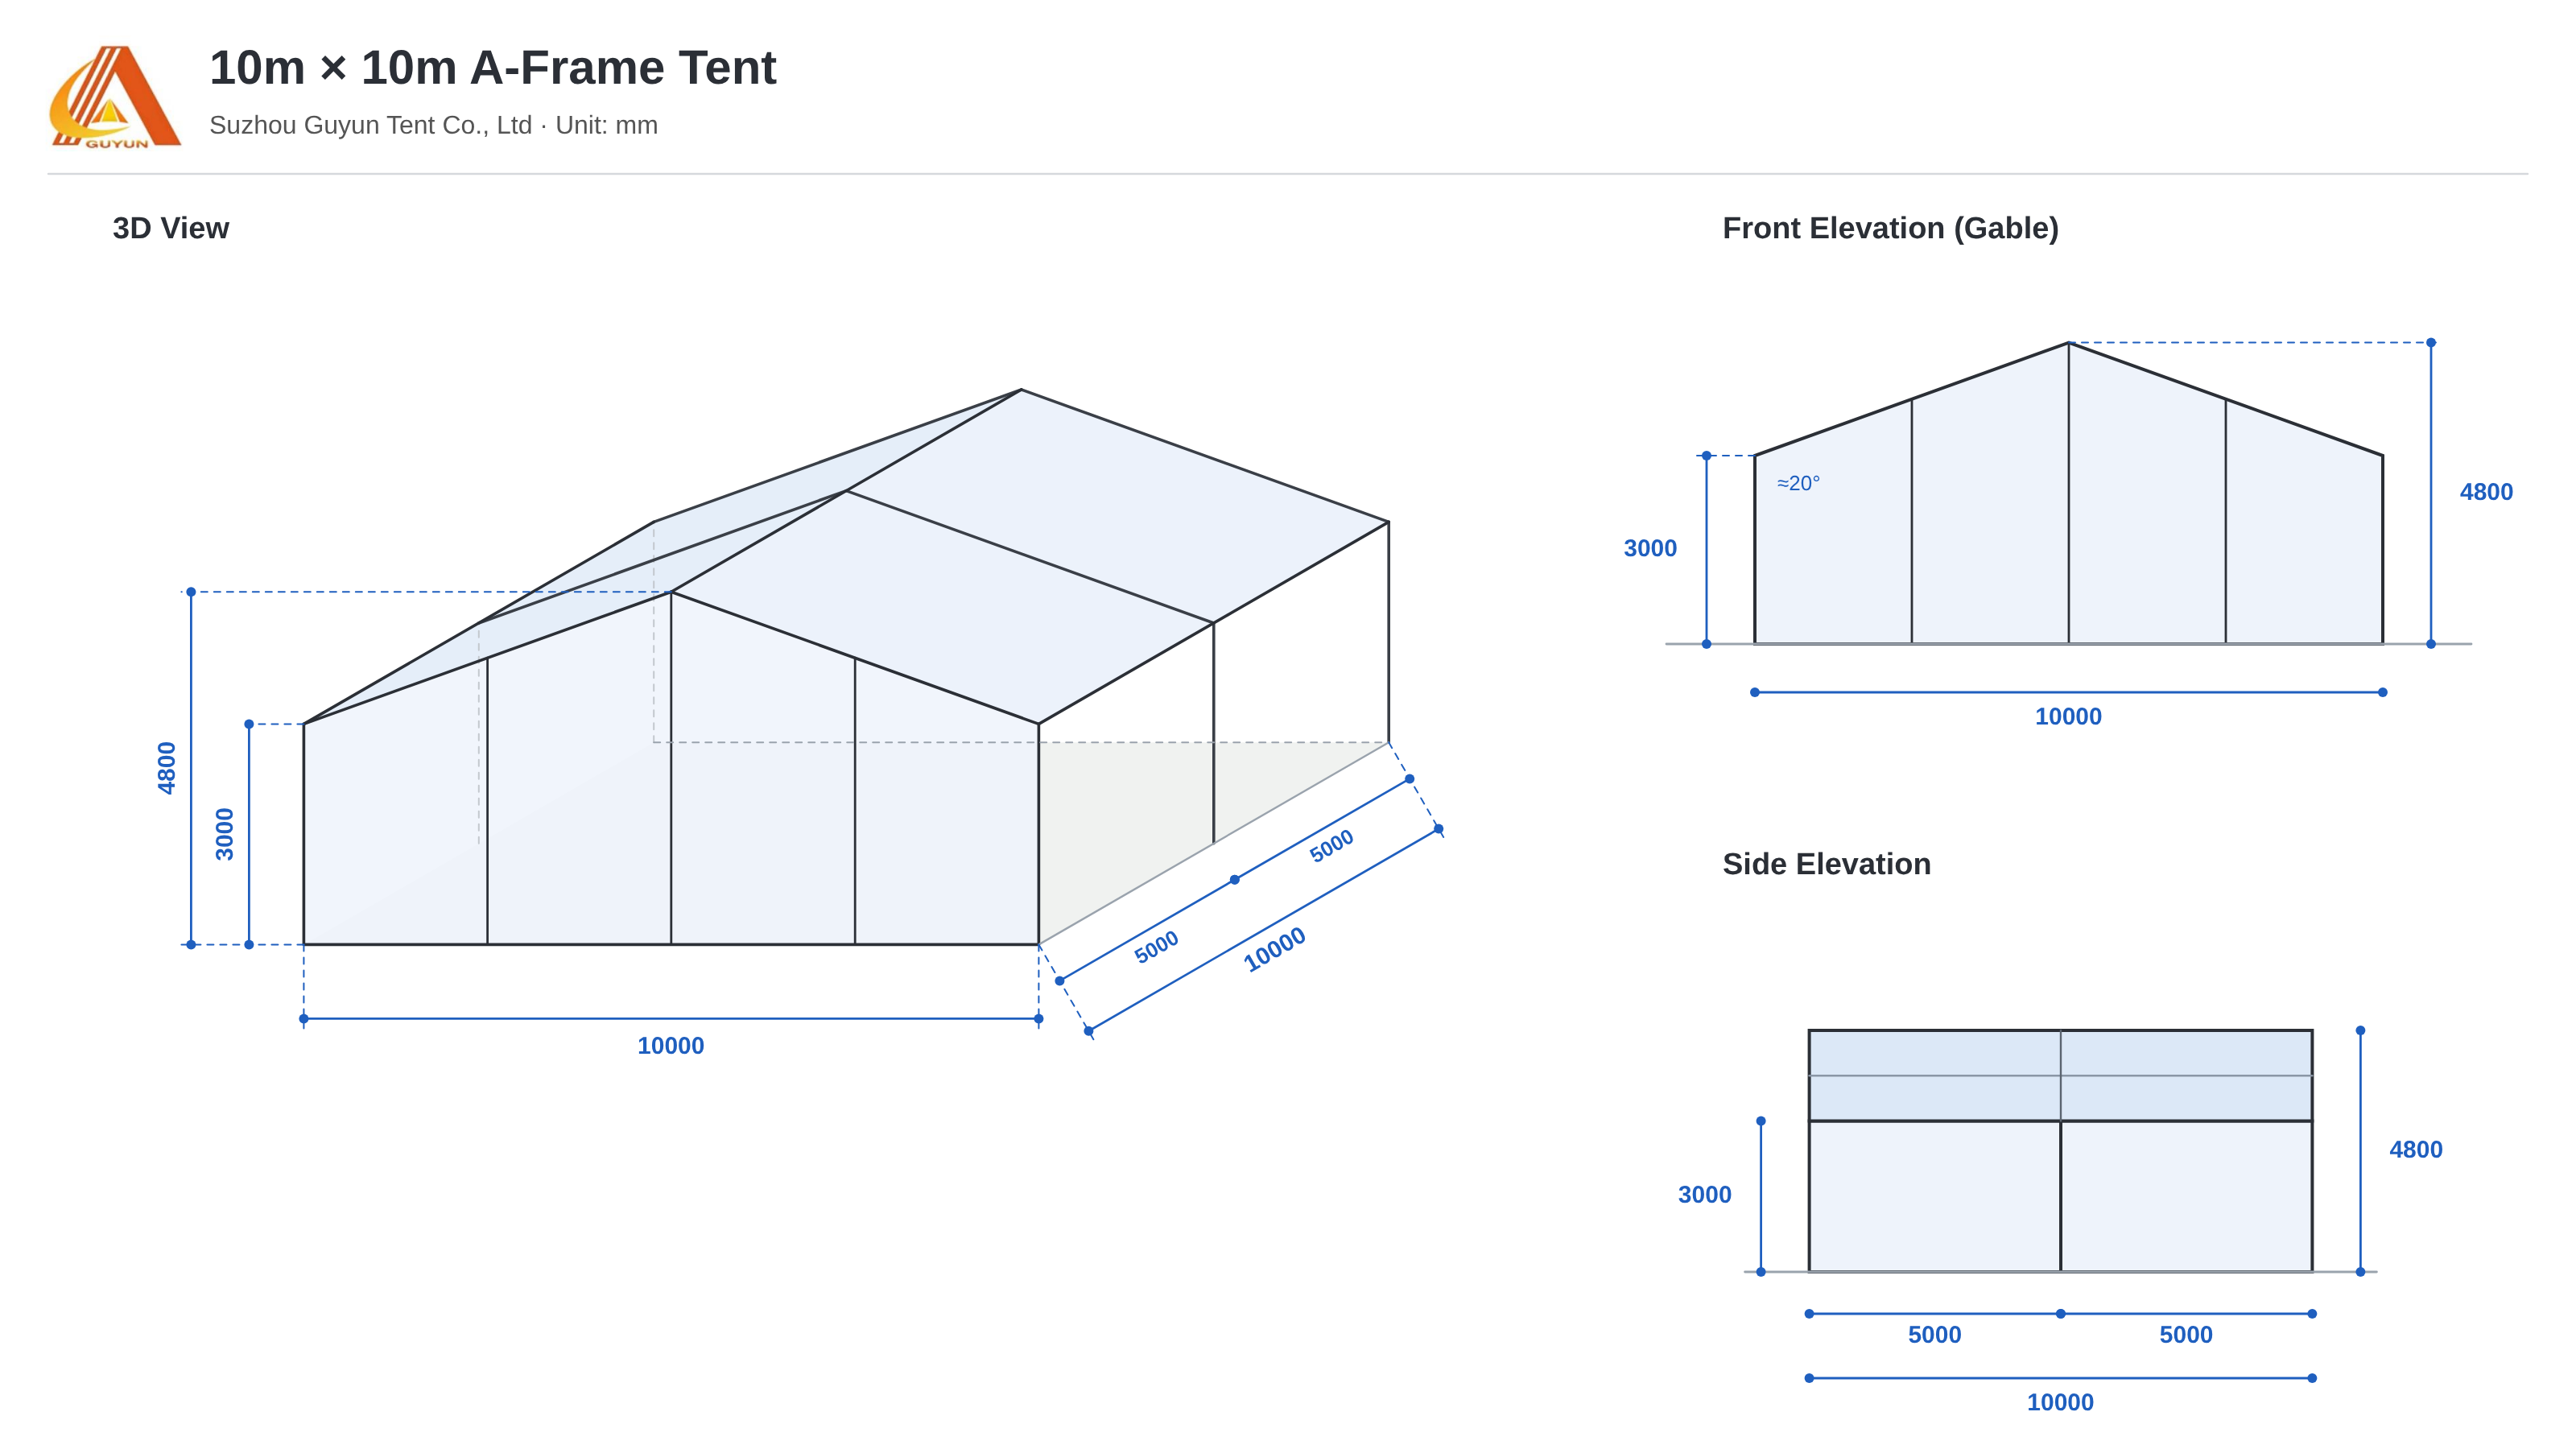 GUYUN
10m × 10m A-Frame Tent
Suzhou Guyun Tent Co., Ltd · Unit: mm
3D View
4800
3000
10000
5000
5000
10000
Front Elevation (Gable)
≈20°
3000
4800
10000
Side Elevation
3000
4800
5000
5000
10000